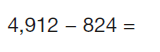 4,912 – 824 =